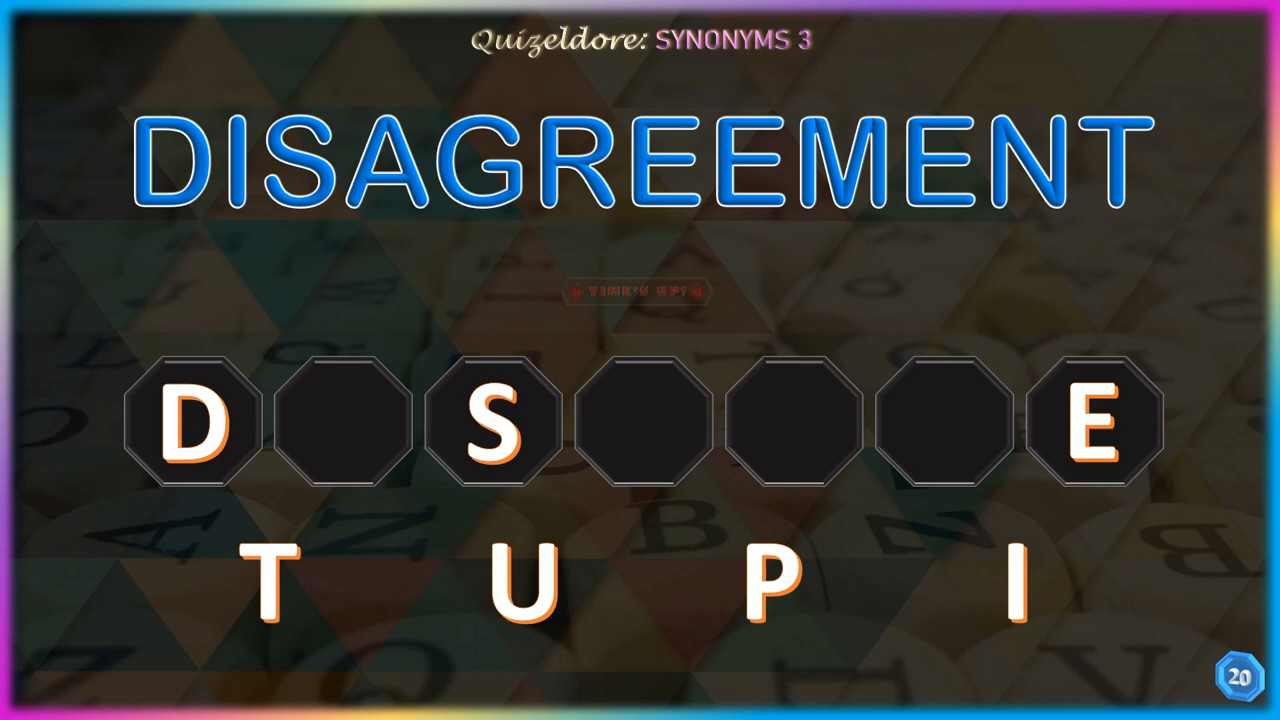 Quizeldore: SYNONYMS 3
DISAGREEMENT
TIME'S UP!
D S E
T U P I
20